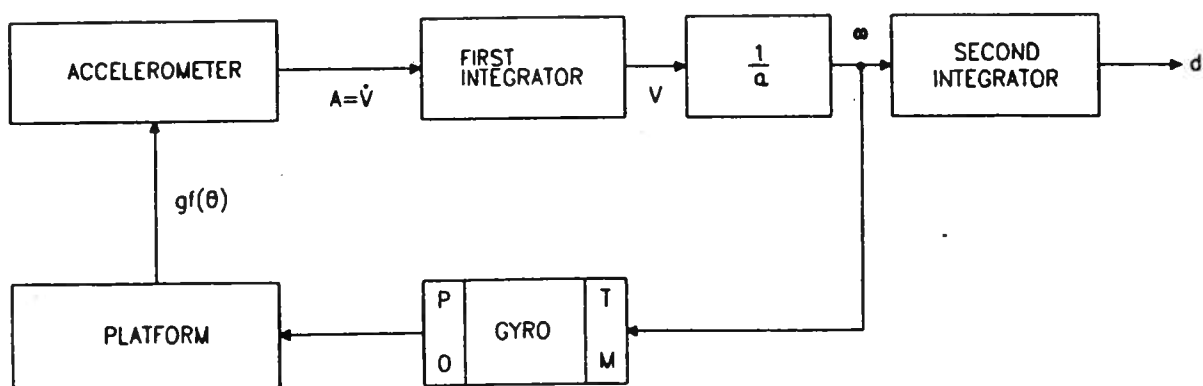 ACCELEROMETER
A=V̇
FIRST
INTEGRATOR
V
1
a
ω
SECOND
INTEGRATOR
d
gf(θ)
PLATFORM
P
O
GYRO
T
M